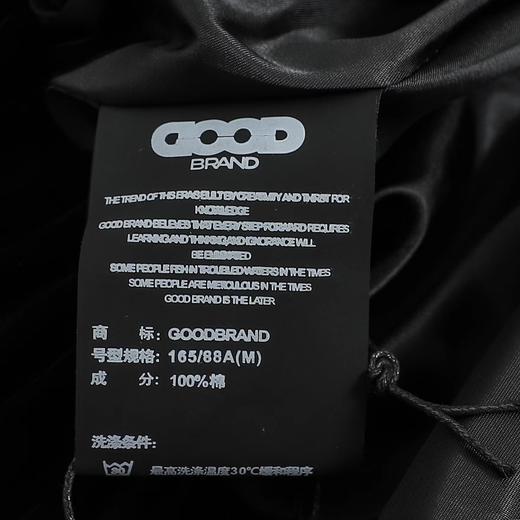 GOOD
BRAND
THE TREND OF THIS ERAIS BUILT BY CREATIVITY AND THIRST FOR
KNOWLEDGE
GOOD BRAND BELIEVES THAT EVERY STEP FORWARD REQUIRES
LEARNING AND THINKING, AND IGNORANCE WILL
BE ELIMINATED
SOME PEOPLE FISH IN TROUBLED WATERS IN THE TIMES
SOME PEOPLE ARE METICULOUS IN THE TIMES
GOOD BRAND IS THE LATER
商 标: GOODBRAND
号型规格: 165/88A(M)
成 分: 100%棉
洗涤条件:
30 最高洗涤温度30℃缓和程序